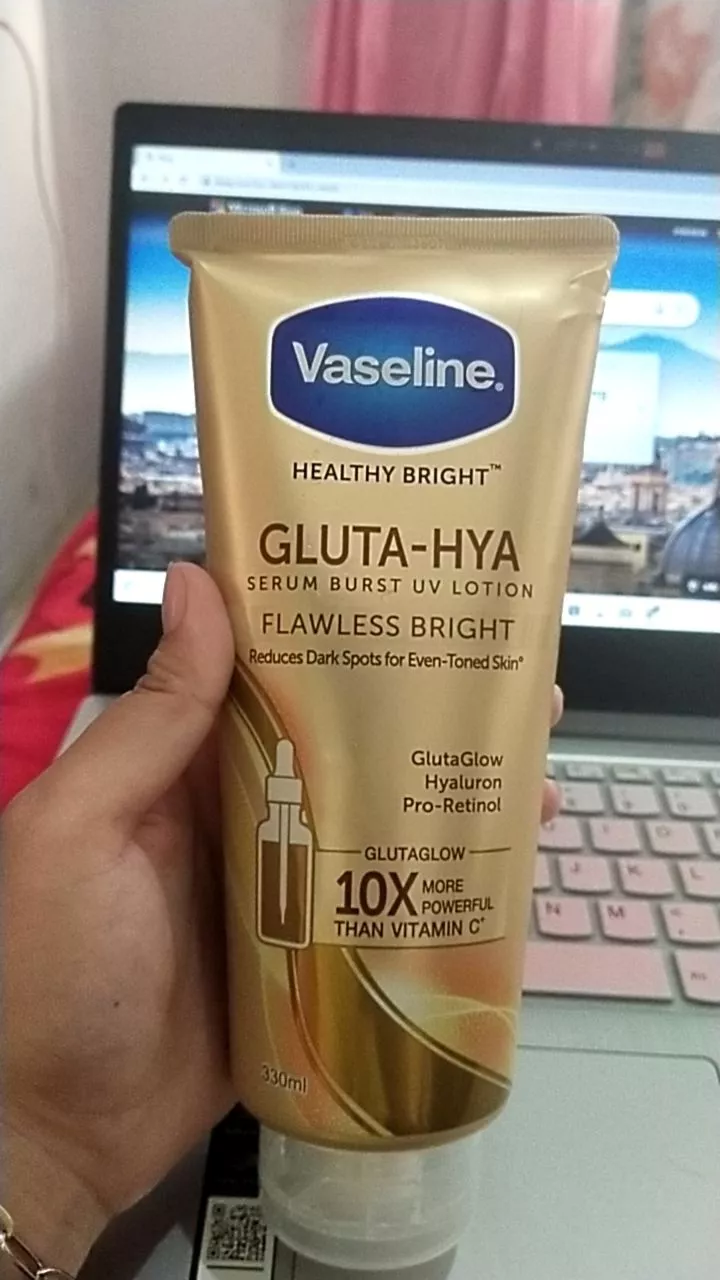 Vaseline®
HEALTHY BRIGHT™
GLUTA-HYA
SERUM BURST UV LOTION
FLAWLESS BRIGHT
Reduces Dark Spots for Even-Toned Skin*
GlutaGlow
Hyaluron
Pro-Retinol
GLUTAGLOW
10X MORE
POWERFUL
THAN VITAMIN C*
330ml
J K L
N M